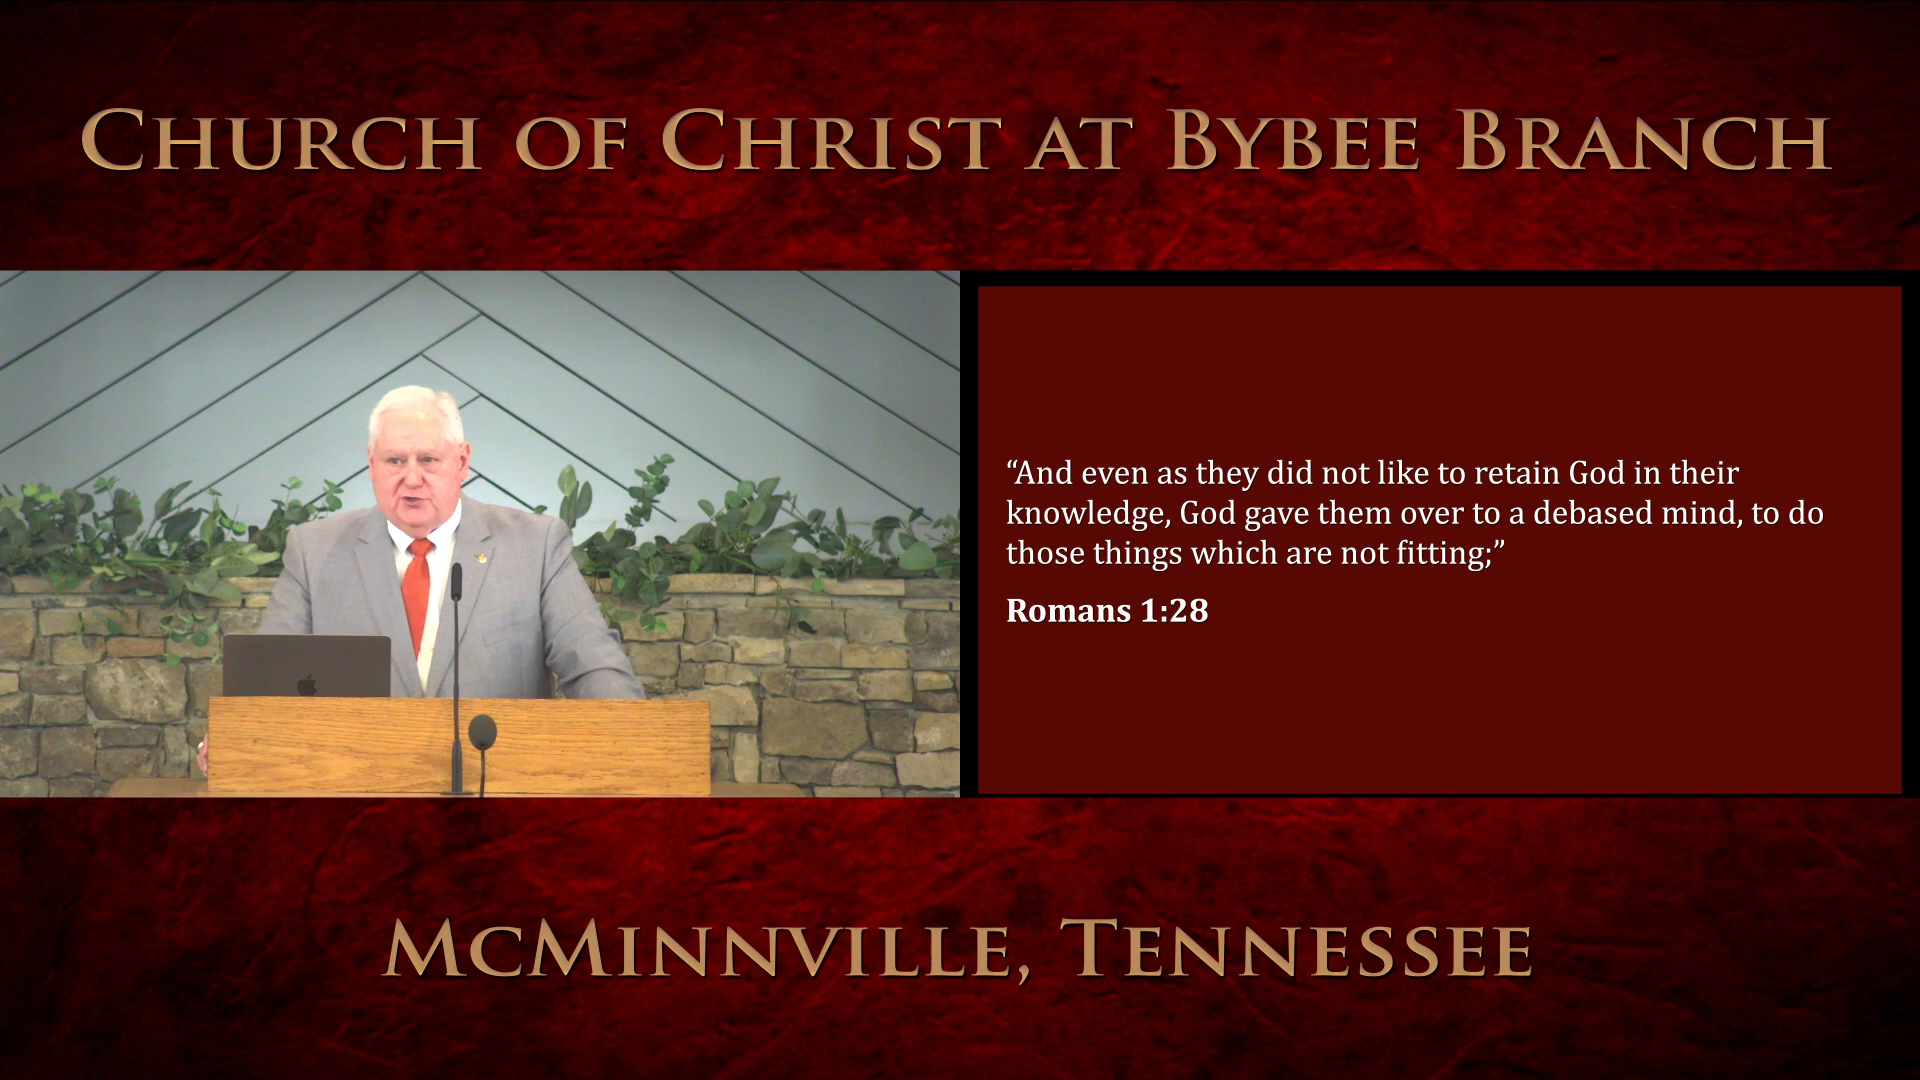 CHURCH OF CHRIST AT BYBEE BRANCH
“And even as they did not like to retain God in their
knowledge, God gave them over to a debased mind, to do
those things which are not fitting;”
Romans 1:28
MCMINNVILLE, TENNESSEE